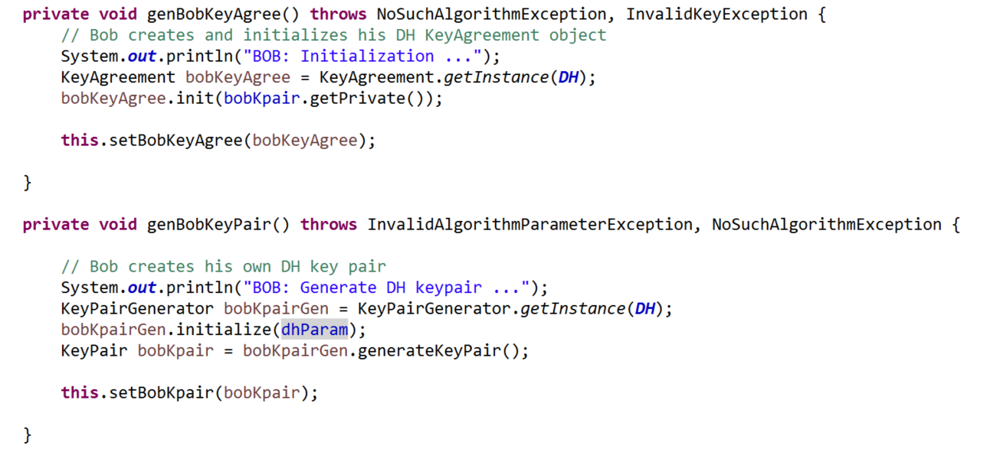 private void genBobKeyAgree() throws NoSuchAlgorithmException, InvalidKeyException {
// Bob creates and initializes his DH KeyAgreement object
System.out.println("BOB: Initialization ...");
KeyAgreement bobKeyAgree = KeyAgreement.getInstance(DH);
bobKeyAgree.init(bobKpair.getPrivate());
this.setBobKeyAgree(bobKeyAgree);
}
private void genBobKeyPair() throws InvalidAlgorithmParameterException, NoSuchAlgorithmException {
// Bob creates his own DH key pair
System.out.println("BOB: Generate DH keypair ...");
KeyPairGenerator bobKpairGen = KeyPairGenerator.getInstance(DH);
bobKpairGen.initialize(dhParam);
KeyPair bobKpair = bobKpairGen.generateKeyPair();
this.setBobKpair(bobKpair);
}